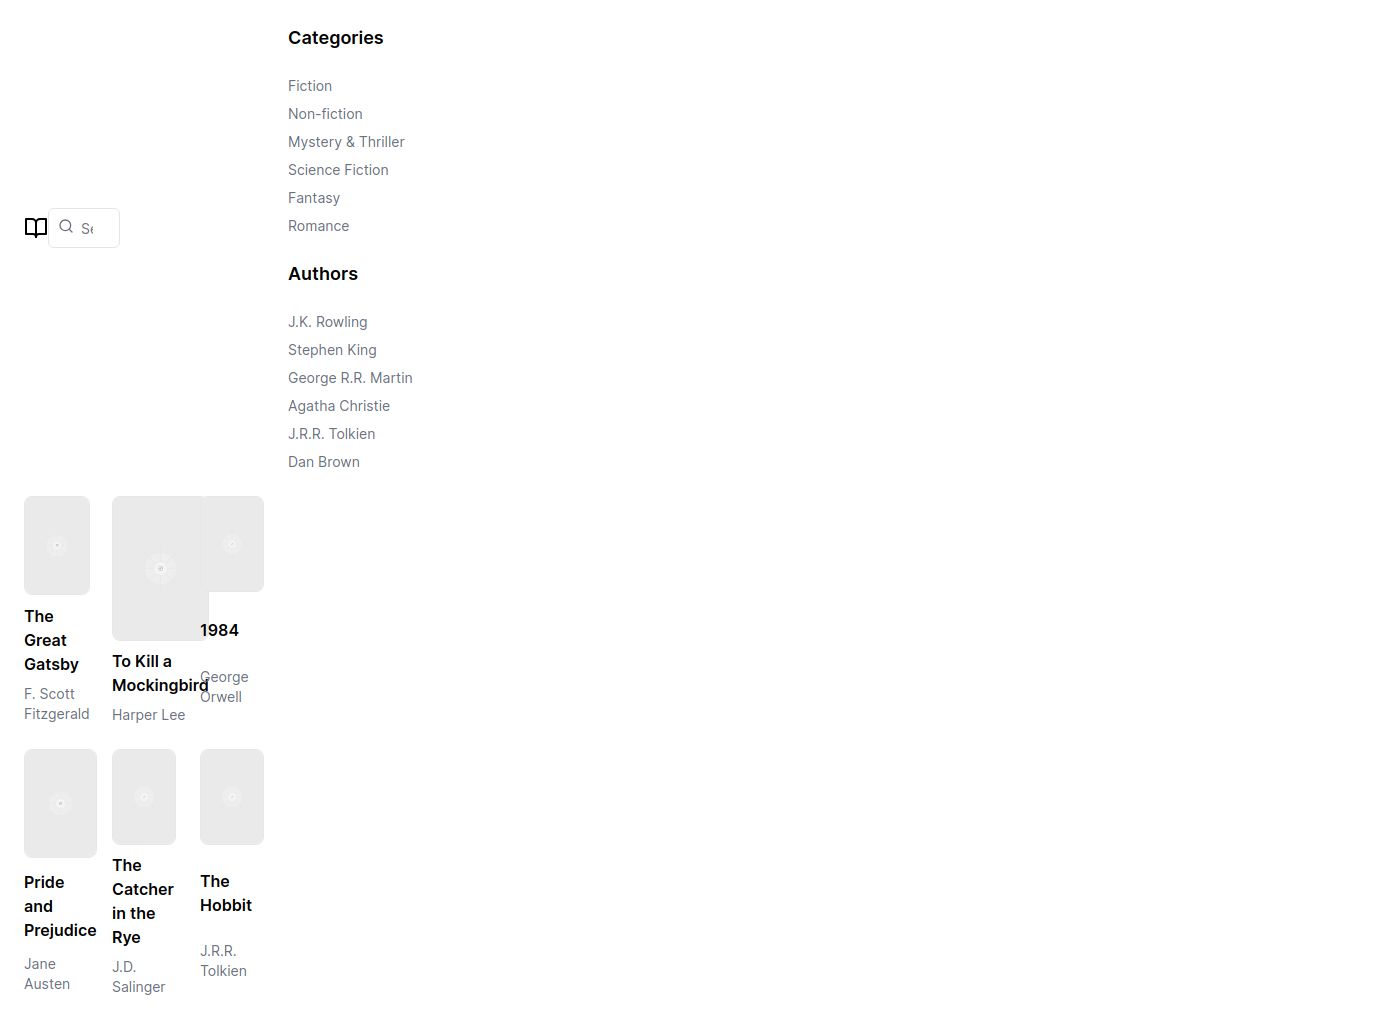 Categories
Fiction
Non-fiction
Mystery & Thriller
Science Fiction
Fantasy
Romance
Authors
J.K. Rowling
Stephen King
George R.R. Martin
Agatha Christie
J.R.R. Tolkien
Dan Brown
The
Great
Gatsby
F. Scott
Fitzgerald
To Kill a
Mockingbird
Harper Lee
1984
George
Orwell
Pride
and
Prejudice
Jane
Austen
The
Catcher
in the
Rye
J.D.
Salinger
The
Hobbit
J.R.R.
Tolkien